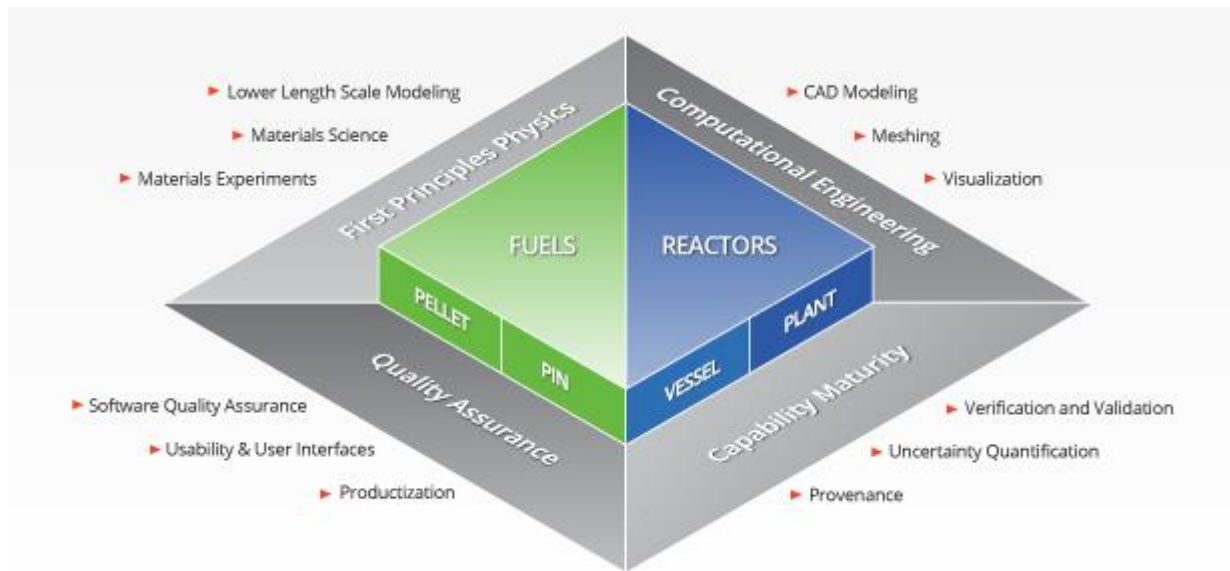 Lower Length Scale Modeling
Materials Science
Materials Experiments
First Principles Physics
Computational Engineering
CAD Modeling
Meshing
Visualization
FUELS
REACTORS
PELLET
PIN
VESSEL
PLANT
Quality Assurance
Capability Maturity
Software Quality Assurance
Usability & User Interfaces
Productization
Verification and Validation
Uncertainty Quantification
Provenance